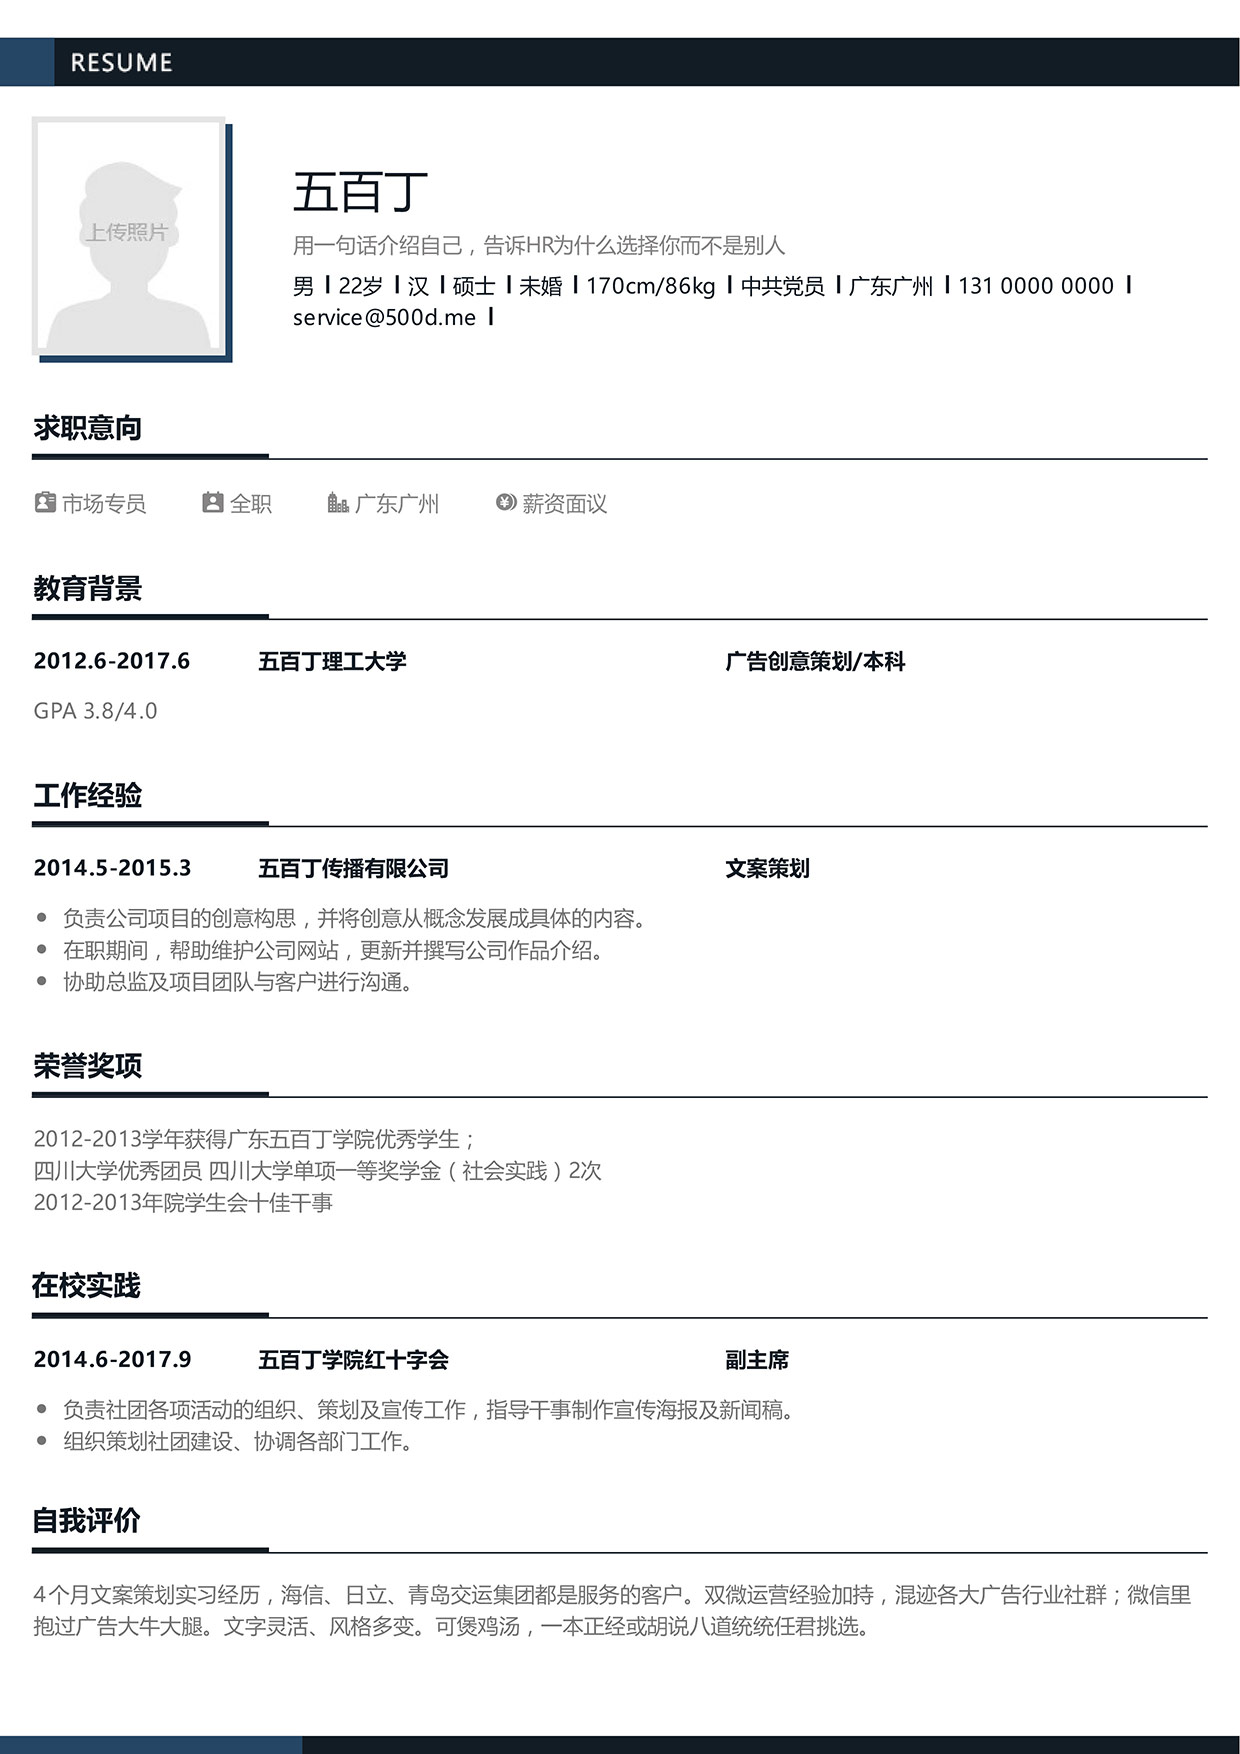 RESUME
上传照片
五百丁
用一句话介绍自己，告诉HR为什么选择你而不是别人
男 I 22岁 I 汉 I 硕士 I 未婚 I 170cm/86kg I 中共党员 I 广东广州 I 131 0000 0000 I
service@500d.me I
求职意向
市场专员 全职 广东广州 薪资面议
教育背景
2012.6-2017.6 五百丁理工大学 广告创意策划/本科
GPA 3.8/4.0
工作经验
2014.5-2015.3 五百丁传播有限公司 文案策划
● 负责公司项目的创意构思，并将创意从概念发展成具体的内容。
● 在职期间，帮助维护公司网站，更新并撰写公司作品介绍。
● 协助总监及项目团队与客户进行沟通。
荣誉奖项
2012-2013学年获得广东五百丁学院优秀学生；
四川大学优秀团员 四川大学单项一等奖学金（社会实践）2次
2012-2013年院学生会十佳干事
在校实践
2014.6-2017.9 五百丁学院红十字会 副主席
● 负责社团各项活动的组织、策划及宣传工作，指导干事制作宣传海报及新闻稿。
● 组织策划社团建设、协调各部门工作。
自我评价
4个月文案策划实习经历，海信、日立、青岛交运集团都是服务的客户。双微运营经验加持，混迹各大广告行业社群；微信里
抱过广告大牛大腿。文字灵活、风格多变。可煲鸡汤，一本正经或胡说八道统统任君挑选。